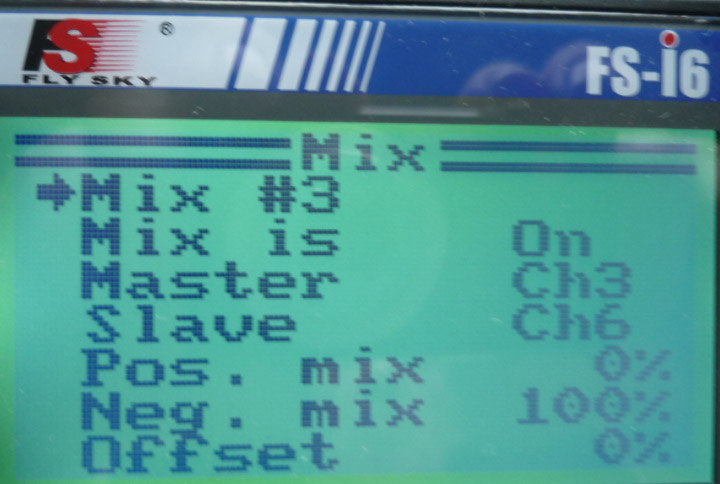 FS ®
FLY SKY
FS-i6
Mix
Mix #3
Mix is On
Master Ch3
Slave Ch6
Pos. mix 0%
Neg. mix 100%
Offset 0%